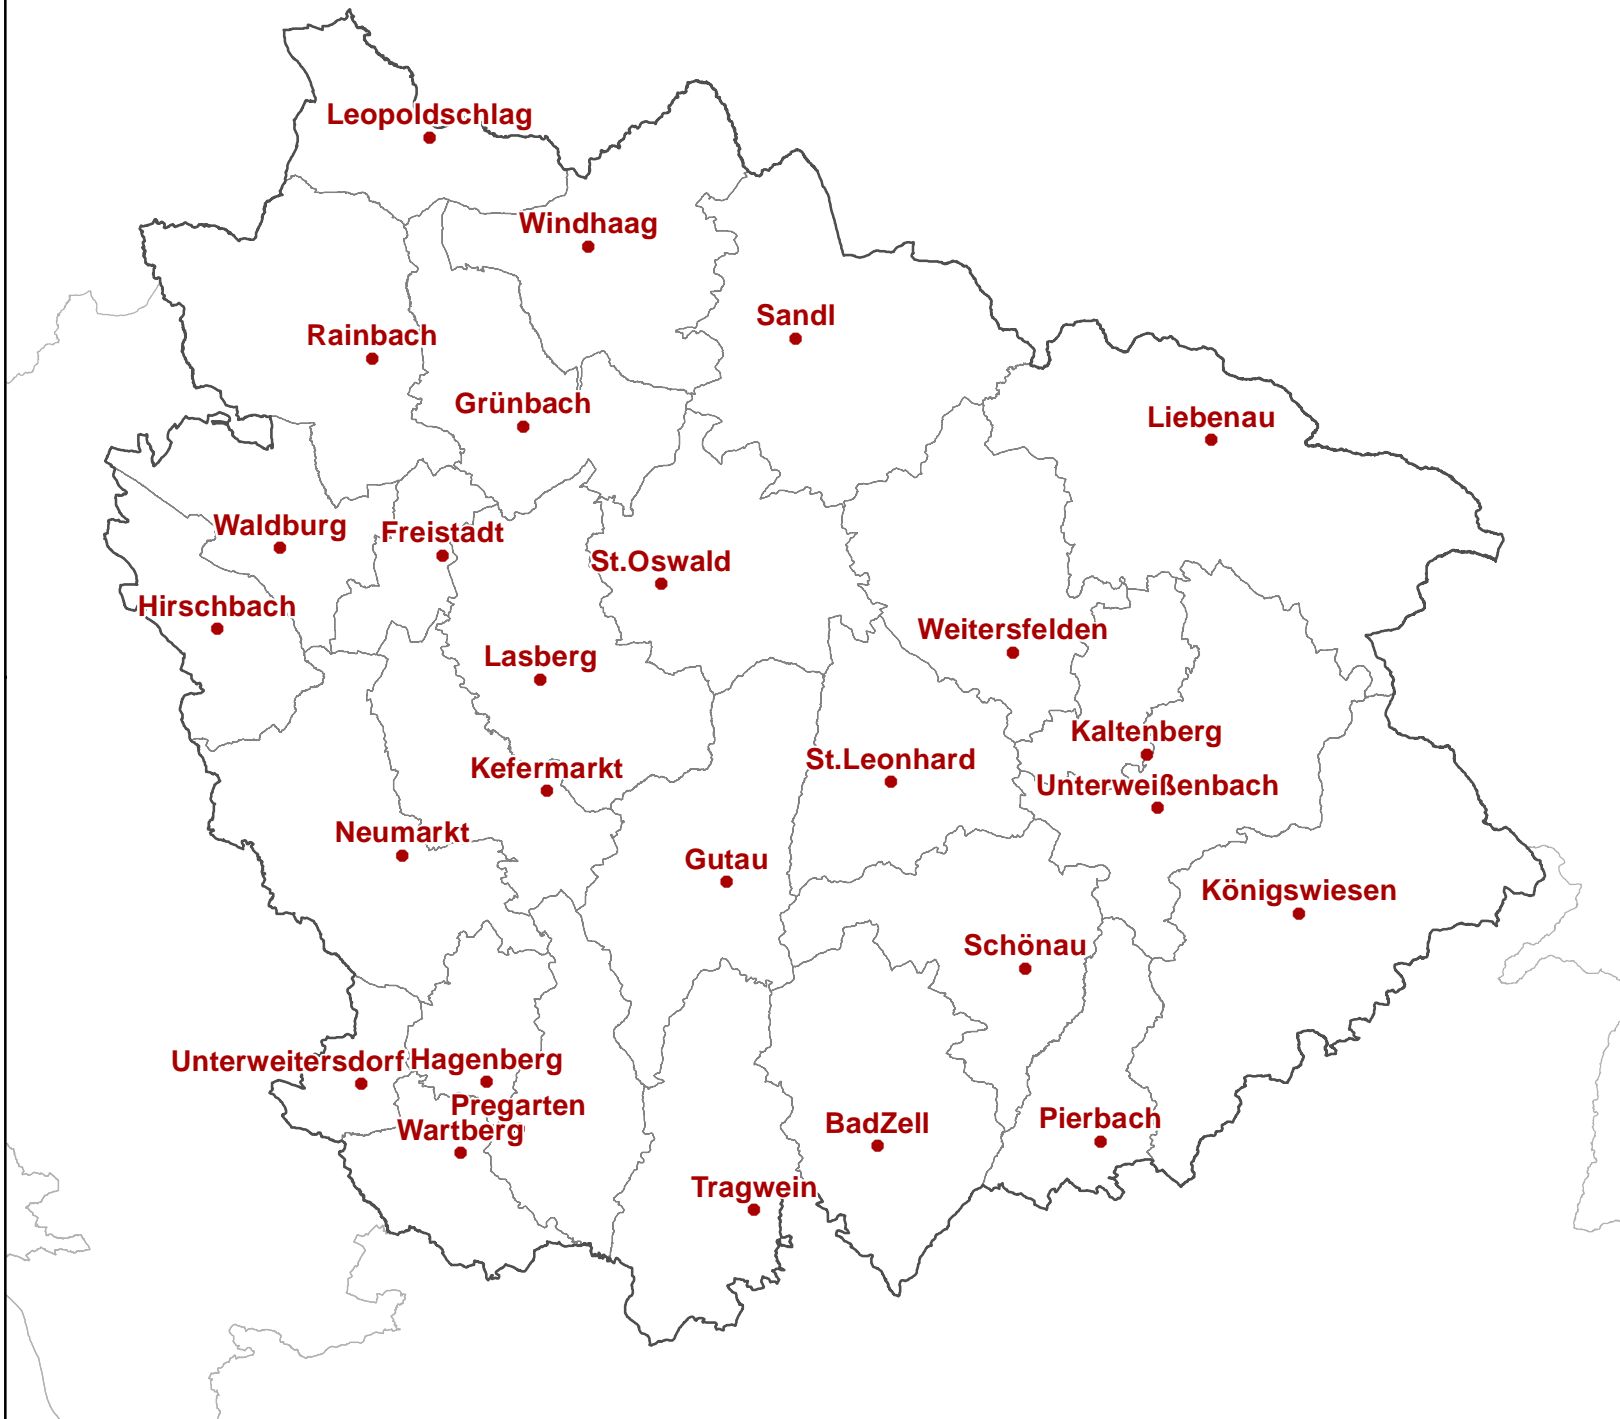 Leopoldschlag
Windhaag
Sandl
Rainbach
Grünbach
Liebenau
Waldburg
Freistadt
St.Oswald
Hirschbach
Weitersfelden
Lasberg
Kaltenberg
St.Leonhard
Kefermarkt
Unterweißenbach
Neumarkt
Gutau
Königswiesen
Schönau
Unterweitersdorf
Hagenberg
Pregarten
Pierbach
BadZell
Wartberg
Tragwein